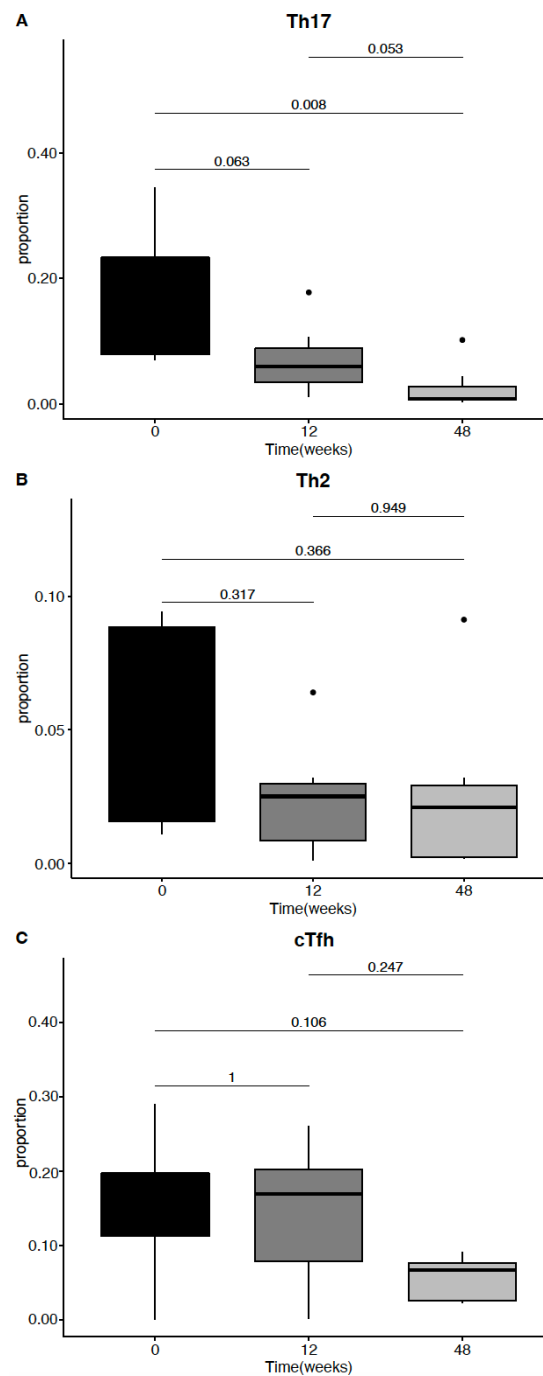 A
Th17
0.053
0.008
0.40
0.063
proportion
0.20
0.00
0
12
48
Time(weeks)
B
Th2
0.949
0.366
0.10
0.317
proportion
0.05
0.00
0
12
48
Time(weeks)
C
cTfh
0.247
0.40
0.106
0.30
1
proportion
0.20
0.10
0.00
0
12
48
Time(weeks)